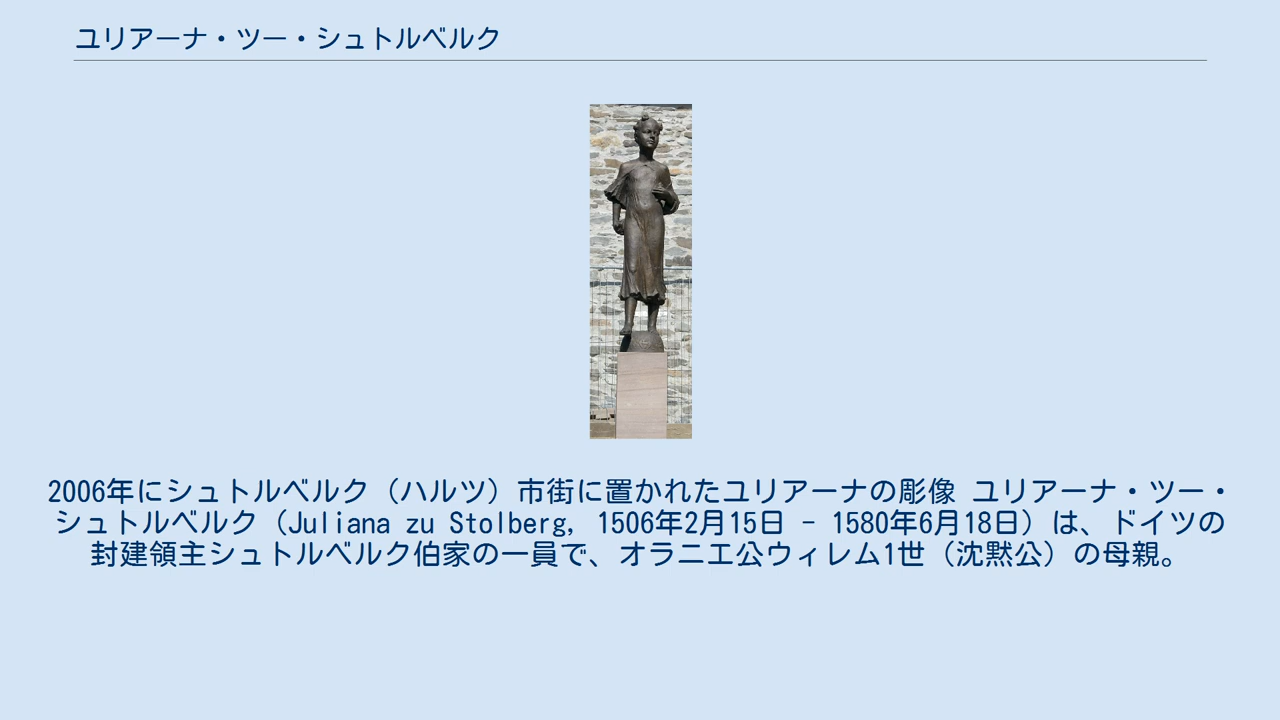 ユリアーナ・ツー・シュトルベルク
2006年にシュトルベルク（ハルツ）市街に置かれたユリアーナの彫像 ユリアーナ・ツー・
シュトルベルク（Juliana zu Stolberg, 1506年2月15日 - 1580年6月18日）は、ドイツの
封建領主シュトルベルク伯家の一員で、オラニエ公ウィレム1世（沈黙公）の母親。